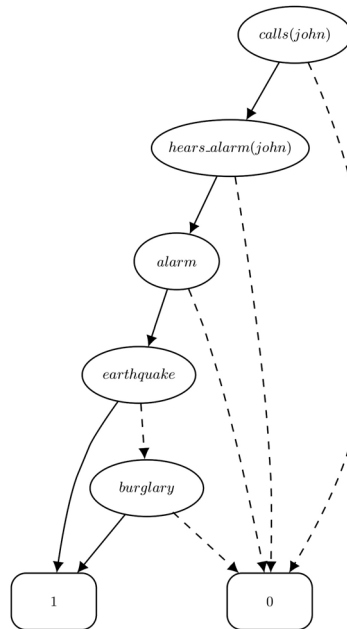 calls(john)
hears_alarm(john)
alarm
earthquake
burglary
1
0